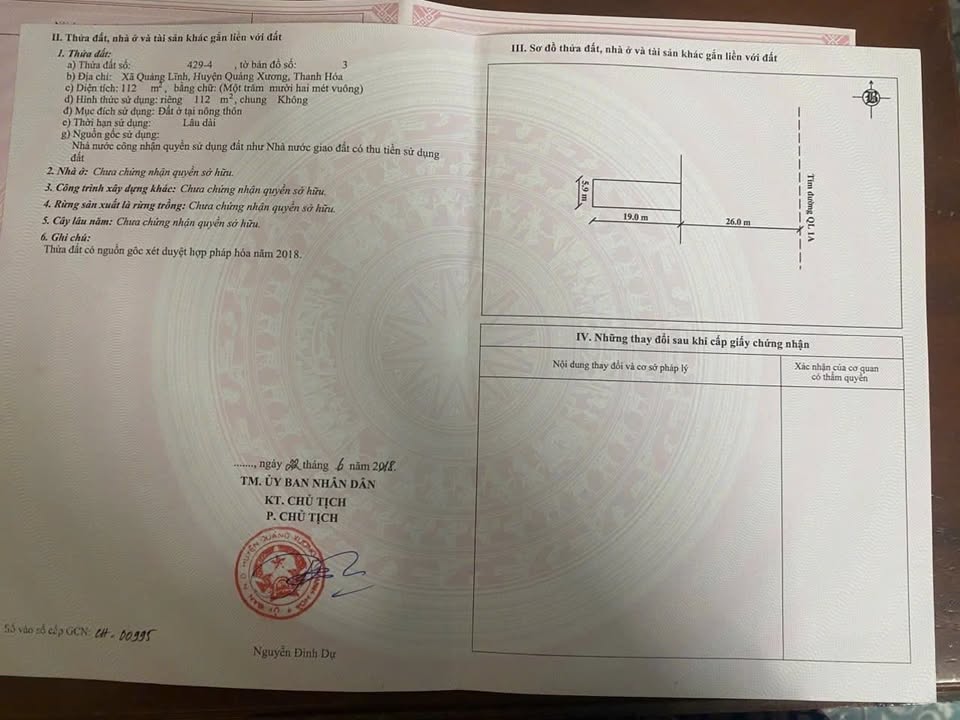 II. Thửa đất, nhà ở và tài sản khác gắn liền với đất
1. Thửa đất:
a) Thửa đất số: 429-4 , tờ bản đồ số: 3
b) Địa chỉ: Xã Quảng Lĩnh, Huyện Quảng Xương, Thanh Hóa
c) Diện tích: 112 m², bằng chữ: (Một trăm mười hai mét vuông)
d) Hình thức sử dụng: riêng 112 m², chung Không
đ) Mục đích sử dụng: Đất ở tại nông thôn
e) Thời hạn sử dụng: Lâu dài
g) Nguồn gốc sử dụng:
Nhà nước công nhận quyền sử dụng đất như Nhà nước giao đất có thu tiền sử dụng
đất
2. Nhà ở: Chưa chứng nhận quyền sở hữu.
3. Công trình xây dựng khác: Chưa chứng nhận quyền sở hữu.
4. Rừng sản xuất là rừng trồng: Chưa chứng nhận quyền sở hữu.
5. Cây lâu năm: Chưa chứng nhận quyền sở hữu.
6. Ghi chú:
Thửa đất có nguồn gôc xét duyệt hợp pháp hóa năm 2018.
......., ngày 22 tháng 6 năm 2018.
TM. ỦY BAN NHÂN DÂN
KT. CHỦ TỊCH
P. CHỦ TỊCH
Nguyễn Đình Dự
Số vào sổ cấp GCN: CH-00995
III. Sơ đồ thửa đất, nhà ở và tài sản khác gắn liền với đất
B
5.9 m
19.0 m
26.0 m
Tim đường QL 1A
IV. Những thay đổi sau khi cấp giấy chứng nhận
Nội dung thay đổi và cơ sở pháp lý
Xác nhận của cơ quan
có thẩm quyền